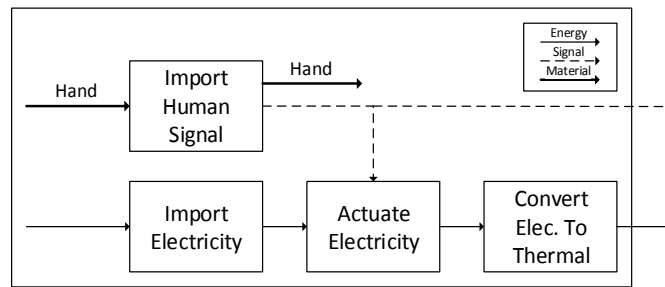 Hand
Import
Human
Signal
Hand
Energy
Signal
Material
Import
Electricity
Actuate
Electricity
Convert
Elec. To
Thermal